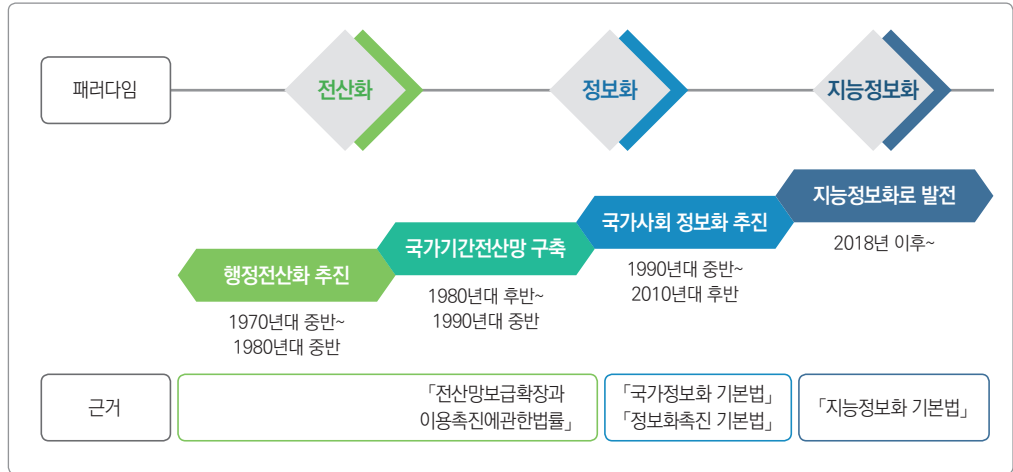 패러다임
전산화
정보화
지능정보화
행정전산화 추진
1970년대 중반~
1980년대 중반
국가기간전산망 구축
1980년대 후반~
1990년대 중반
국가사회 정보화 추진
1990년대 중반~
2010년대 후반
지능정보화로 발전
2018년 이후~
근거
「전산망보급확장과
이용촉진에관한법률」
「국가정보화 기본법」
「정보화촉진 기본법」
「지능정보화 기본법」